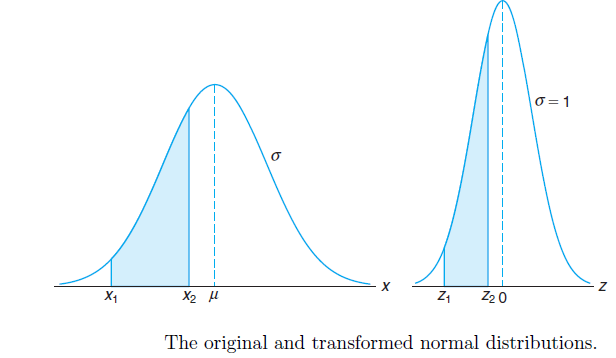 σ
σ = 1
x₁ x₂ μ x
z₁ z₂ 0 z
The original and transformed normal distributions.